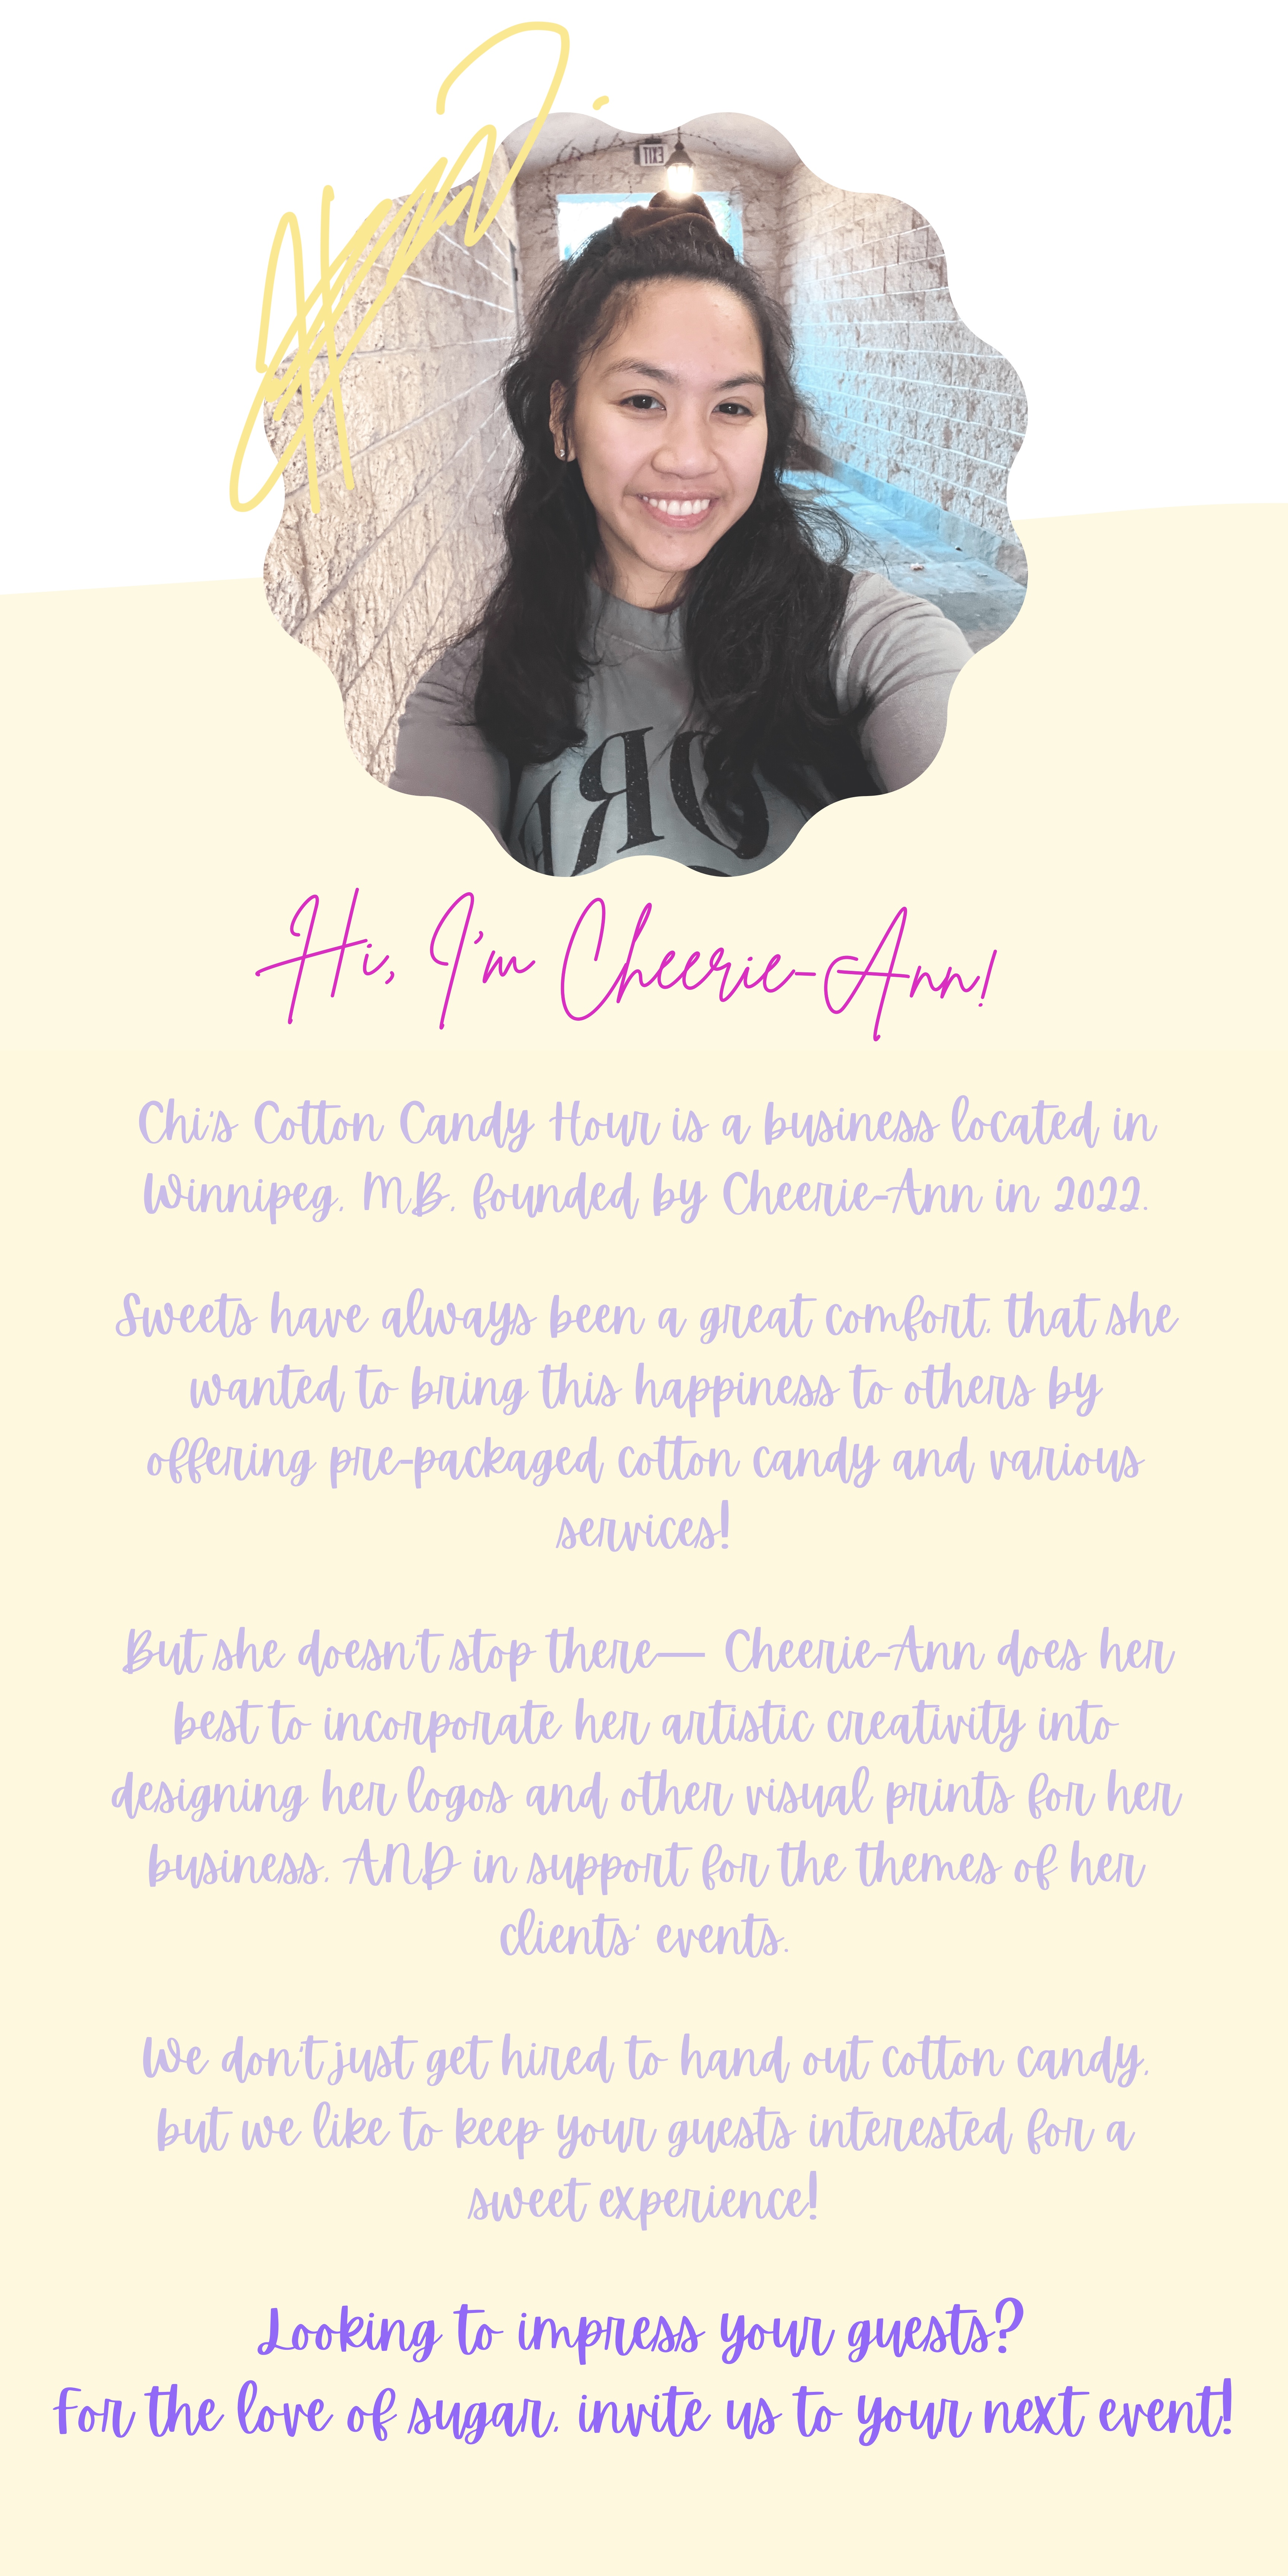 EXIT
Hi, I'm Cheerie-Ann!
Chi's Cotton Candy Hour is a business located in
Winnipeg, MB, founded by Cheerie-Ann in 2022.
Sweets have always been a great comfort, that she
wanted to bring this happiness to others by
offering pre-packaged cotton candy and various
services!
But she doesn't stop there— Cheerie-Ann does her
best to incorporate her artistic creativity into
designing her logos and other visual prints for her
business, AND in support for the themes of her
clients' events.
We don't just get hired to hand out cotton candy,
but we like to keep your guests interested for a
sweet experience!
Looking to impress your guests?
For the love of sugar, invite us to your next event!